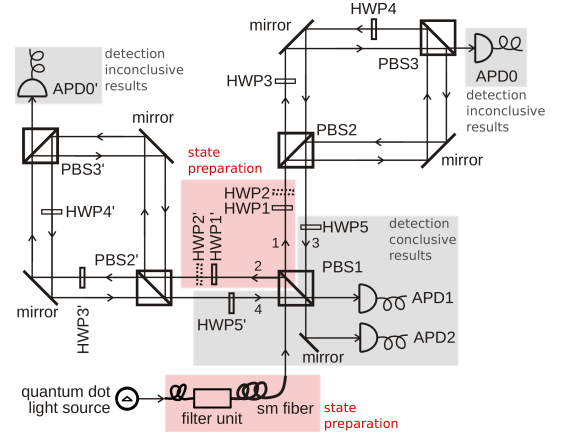 HWP4
mirror
PBS3
APD0
detection
inconclusive
results
detection
inconclusive
results
APD0'
HWP3
mirror
PBS2
mirror
PBS3'
state
preparation
HWP2
HWP1
HWP4'
HWP2'
HWP1'
HWP5
detection
conclusive
results
1
3
PBS2'
2
PBS1
4
mirror
HWP3'
HWP5'
APD1
APD2
mirror
quantum dot
light source
filter unit
sm fiber
state
preparation